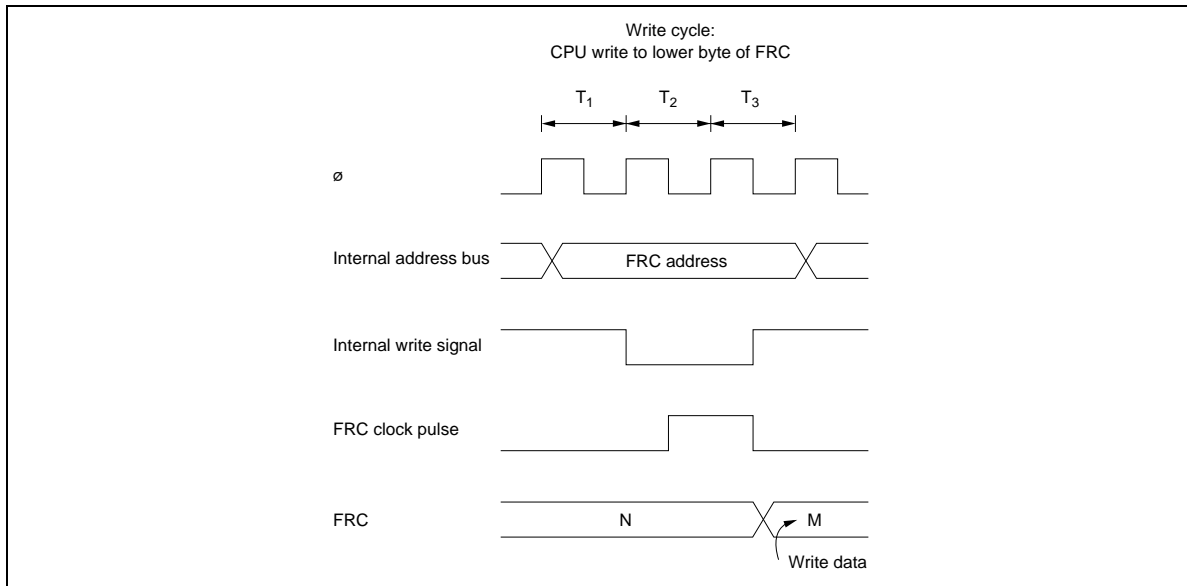 Write cycle:
CPU write to lower byte of FRC
T1 T2 T3
ø
Internal address bus
FRC address
Internal write signal
FRC clock pulse
FRC
N
M
Write data